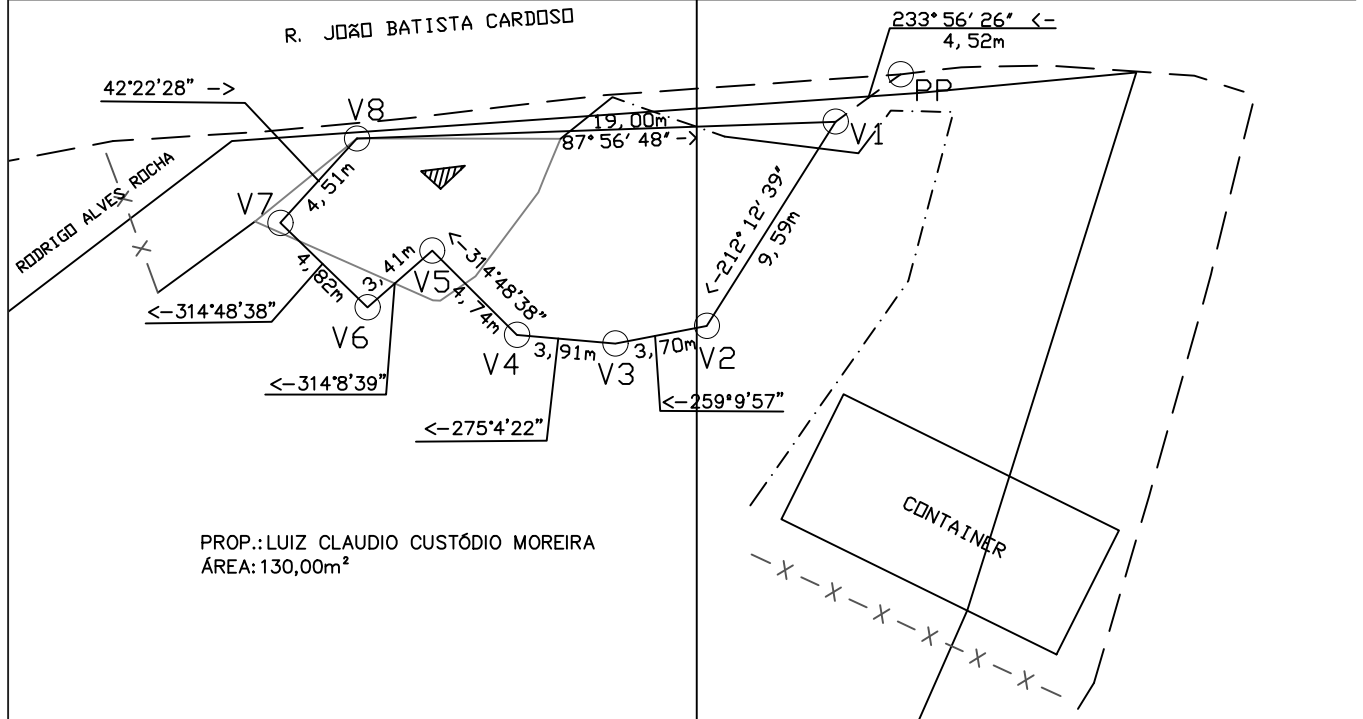 R. JOÃO BATISTA CARDOSO
233°56'26" <-
4,52m
PP
42°22'28" ->
V8
19,00m
87°56'48" ->
V1
RODRIGO ALVES ROCHA
4,51m
V7
<-212°12'39"
9,59m
3,41m
<-314°48'38"
V5
4,82m
4,74m
<-314°48'38"
V6
V4
3,91m
V3
3,70m
V2
<-314°8'39"
<-259°9'57"
<-275°4'22"
CONTAINER
PROP.:LUIZ CLAUDIO CUSTÓDIO MOREIRA
ÁREA:130,00m²